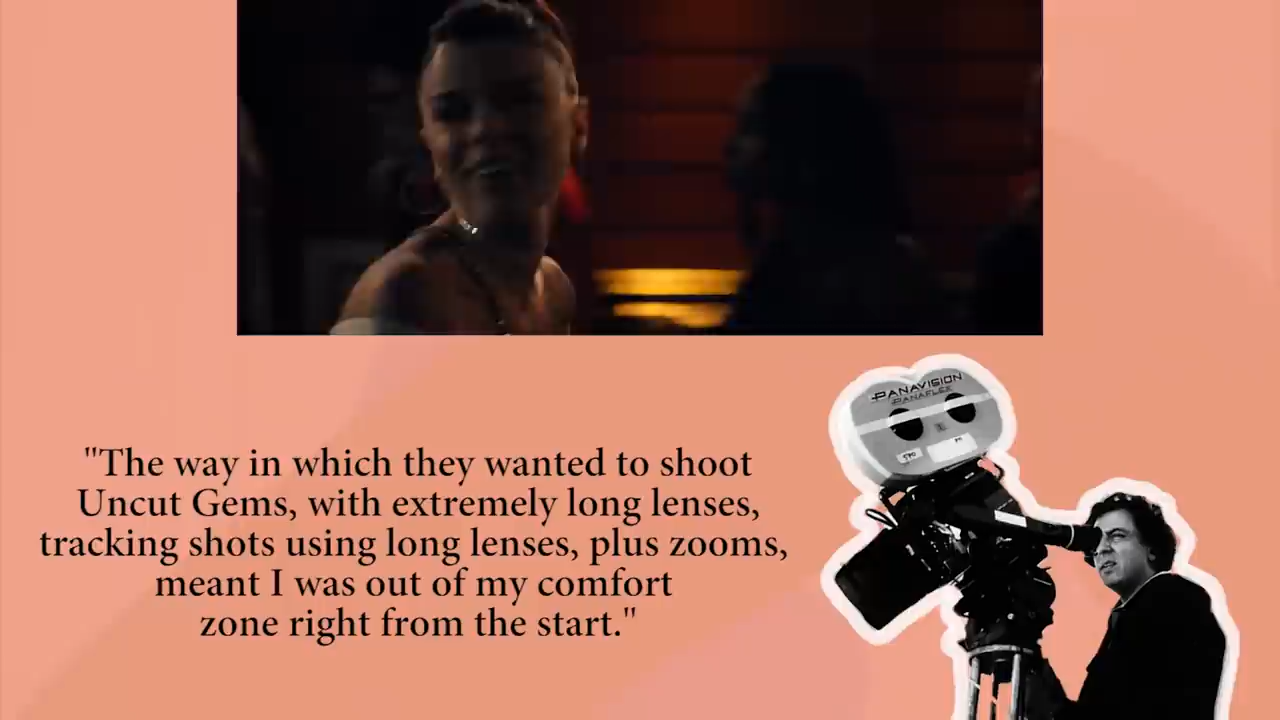 PANAVISION
PANAFLEX
"The way in which they wanted to shoot
Uncut Gems, with extremely long lenses,
tracking shots using long lenses, plus zooms,
meant I was out of my comfort
zone right from the start."